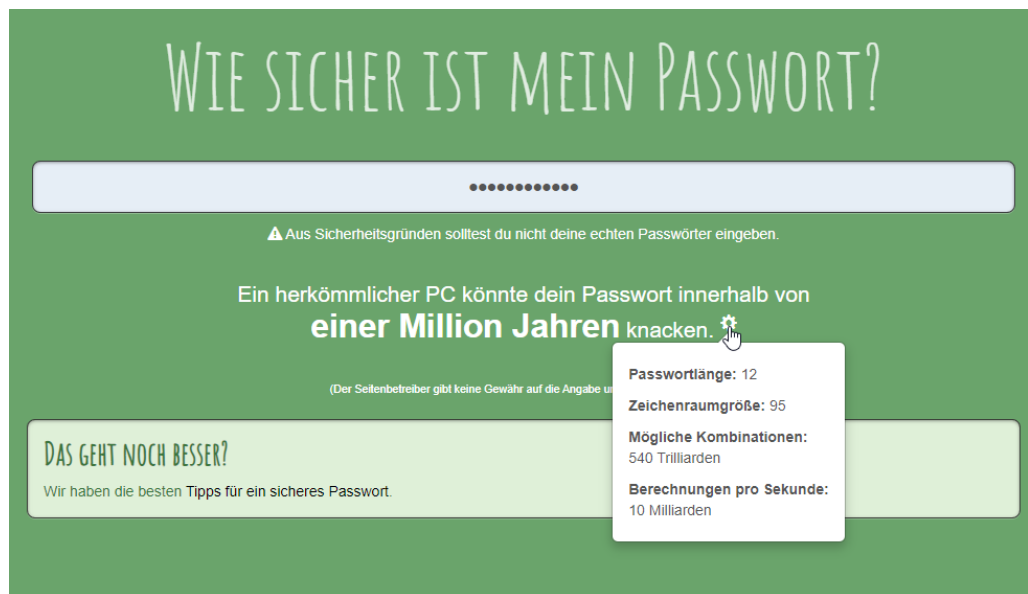 Wie sicher ist mein Passwort?
••••••••••••
Aus Sicherheitsgründen solltest du nicht deine echten Passwörter eingeben.
Ein herkömmlicher PC könnte dein Passwort innerhalb von
einer Million Jahren knacken.
Passwortlänge: 12
Zeichenraumgröße: 95
Mögliche Kombinationen:
540 Trilliarden
Berechnungen pro Sekunde:
10 Milliarden
(Der Seitenbetreiber gibt keine Gewähr auf die Angabe
Das geht noch besser?
Wir haben die besten Tipps für ein sicheres Passwort.